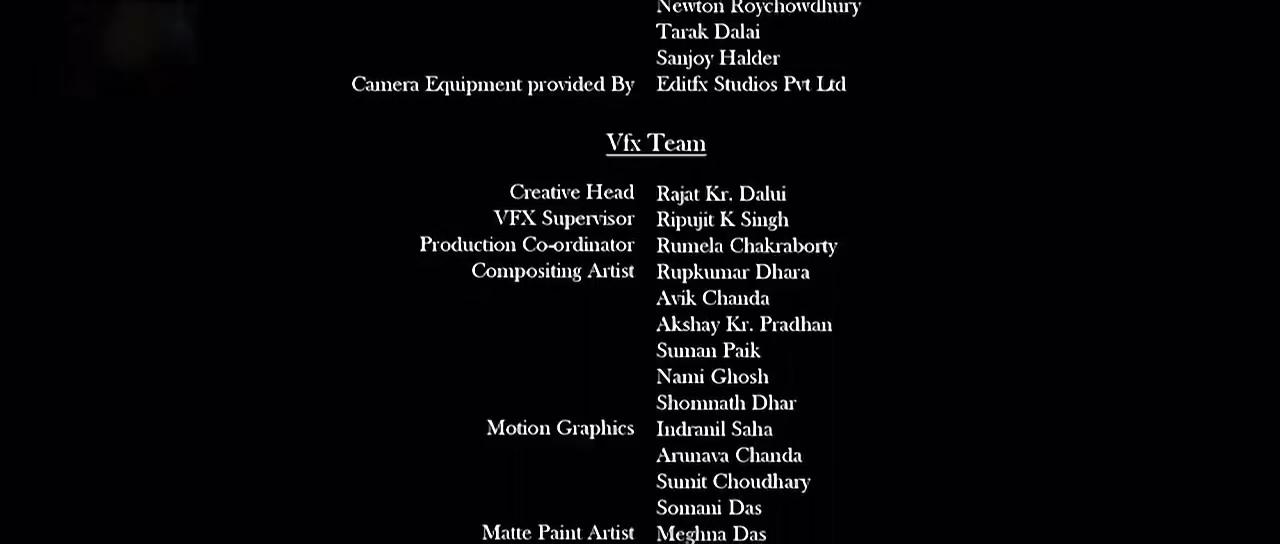 Newton Roychowdhury
Tarak Dalai
Sanjoy Halder
Camera Equipment provided By Editfx Studios Pvt Ltd
Vfx Team
Creative Head Rajat Kr. Dalui
VFX Supervisor Ripujit K Singh
Production Co-ordinator Rumela Chakraborty
Compositing Artist Rupkumar Dhara
Avik Chanda
Akshay Kr. Pradhan
Suman Paik
Nami Ghosh
Shomnath Dhar
Motion Graphics Indranil Saha
Arunava Chanda
Sumit Choudhary
Somani Das
Matte Paint Artist Meghna Das